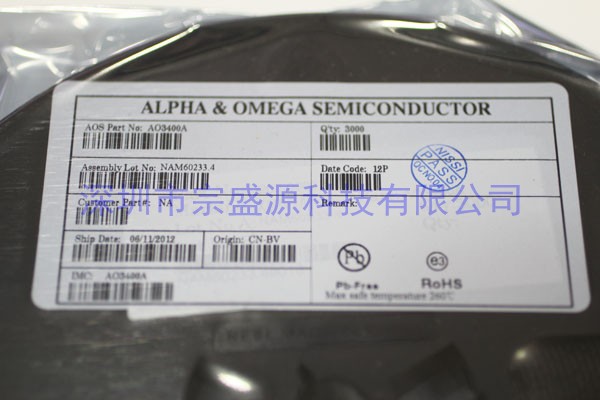 ALPHA & OMEGA SEMICONDUCTOR
AOS Part No: AO3400A
Q'ty: 3000
Assembly Lot No: NAM60233.4
Date Code: 12P
NISSI
PASS
深圳市宗盛源科技有限公司
Customer Part#: NA
Remark:
Ship Date: 06/11/2012
Origin: CN-BV
Pb
e3
IMC: AO3400A
Pb-Free
RoHS
Max safe temperature 260℃